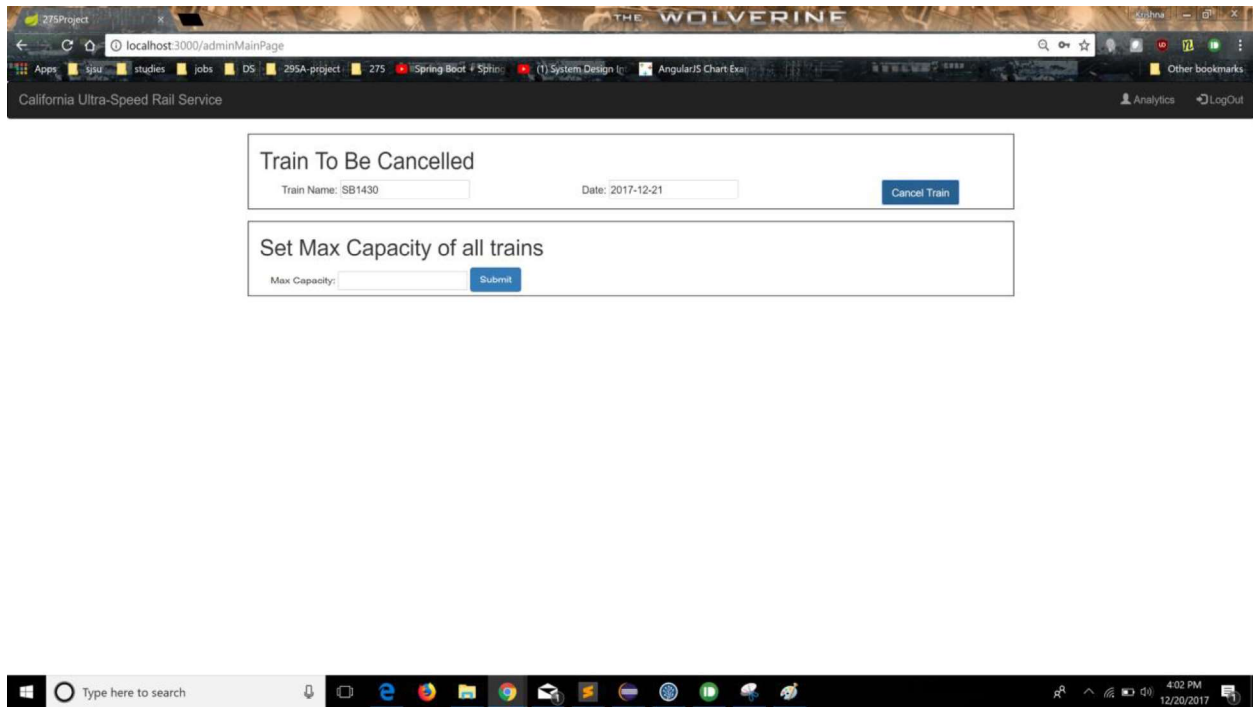 THE WOLVERINE
275Project
Krishna
localhost:3000/adminMainPage
Apps sjsu studies jobs DS 295A-project 275 Spring Boot + Spring (1) System Design In AngularJS Chart Exa Other bookmarks
California Ultra-Speed Rail Service Analytics LogOut
Train To Be Cancelled
Train Name: SB1430 Date: 2017-12-21 Cancel Train
Set Max Capacity of all trains
Max Capacity: Submit
Type here to search
4:02 PM
12/20/2017